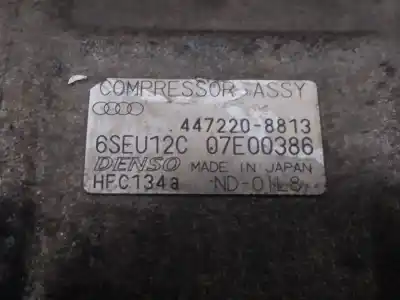 COMPRESSOR ASSY
447220-8813
6SEU12C 07E00386
DENSO MADE IN JAPAN
HFC134a ND-OIL8